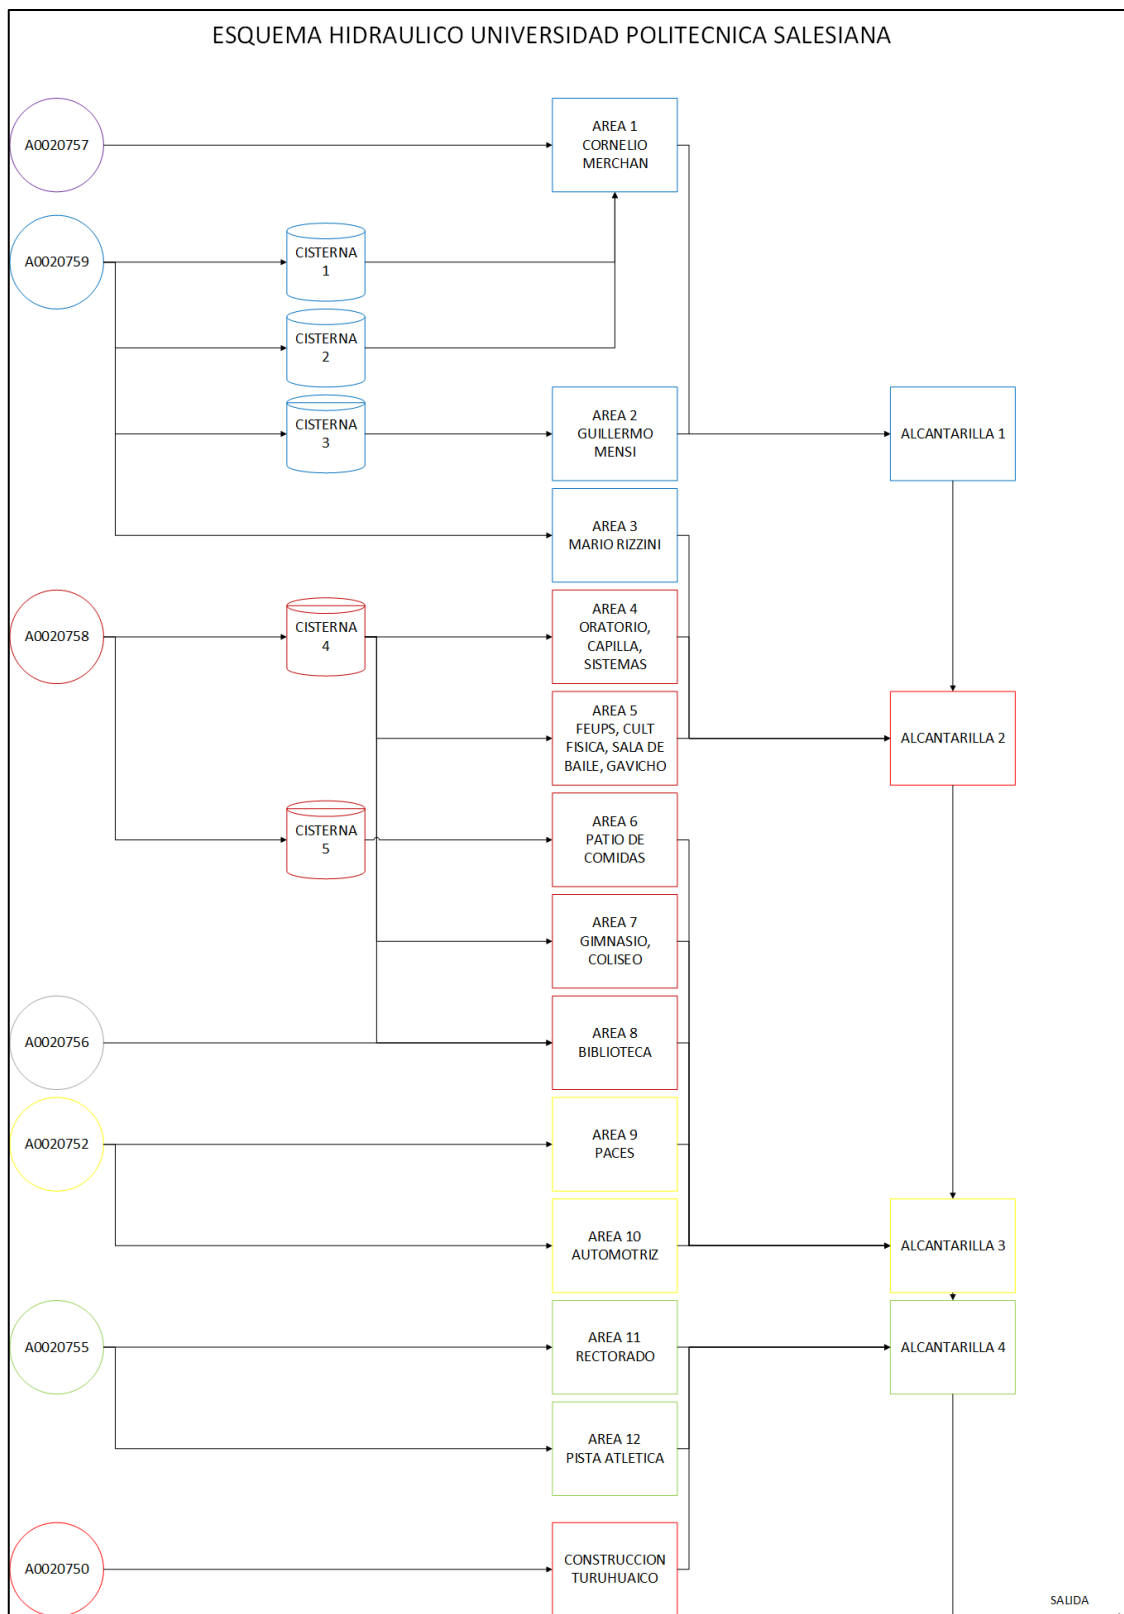 ESQUEMA HIDRAULICO UNIVERSIDAD POLITECNICA SALESIANA
A0020757
AREA 1
CORNELIO
MERCHAN
A0020759
CISTERNA
1
CISTERNA
2
CISTERNA
3
AREA 2
GUILLERMO
MENSI
ALCANTARILLA 1
AREA 3
MARIO RIZZINI
A0020758
CISTERNA
4
AREA 4
ORATORIO,
CAPILLA,
SISTEMAS
AREA 5
FEUPS, CULT
FISICA, SALA DE
BAILE, GAVICHO
ALCANTARILLA 2
CISTERNA
5
AREA 6
PATIO DE
COMIDAS
AREA 7
GIMNASIO,
COLISEO
A0020756
AREA 8
BIBLIOTECA
A0020752
AREA 9
PACES
AREA 10
AUTOMOTRIZ
ALCANTARILLA 3
A0020755
AREA 11
RECTORADO
ALCANTARILLA 4
AREA 12
PISTA ATLETICA
A0020750
CONSTRUCCION
TURUHUAICO
SALIDA